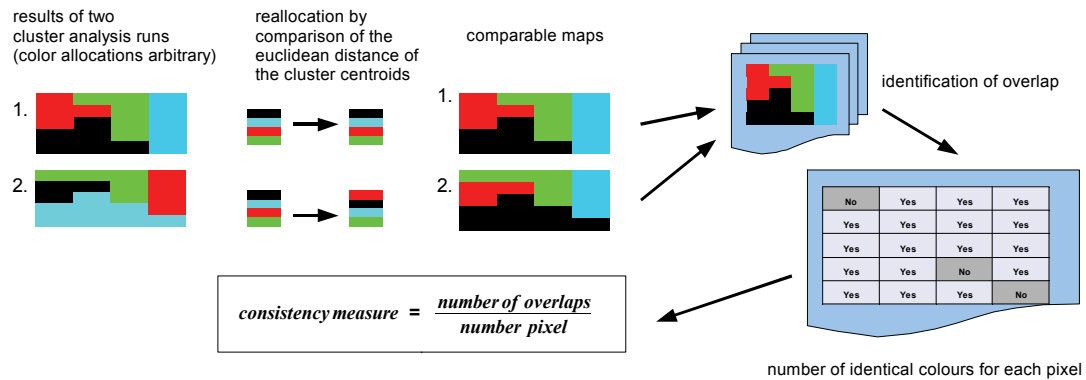 results of two
cluster analysis runs
(color allocations arbitrary)
reallocation by
comparison of the
euclidean distance of
the cluster centroids
comparable maps
identification of overlap
1.
2.
1.
2.
No Yes Yes Yes
Yes Yes Yes Yes
Yes Yes Yes Yes
Yes Yes No Yes
Yes Yes Yes No
consistency measure = number of overlaps
number pixel
number of identical colours for each pixel